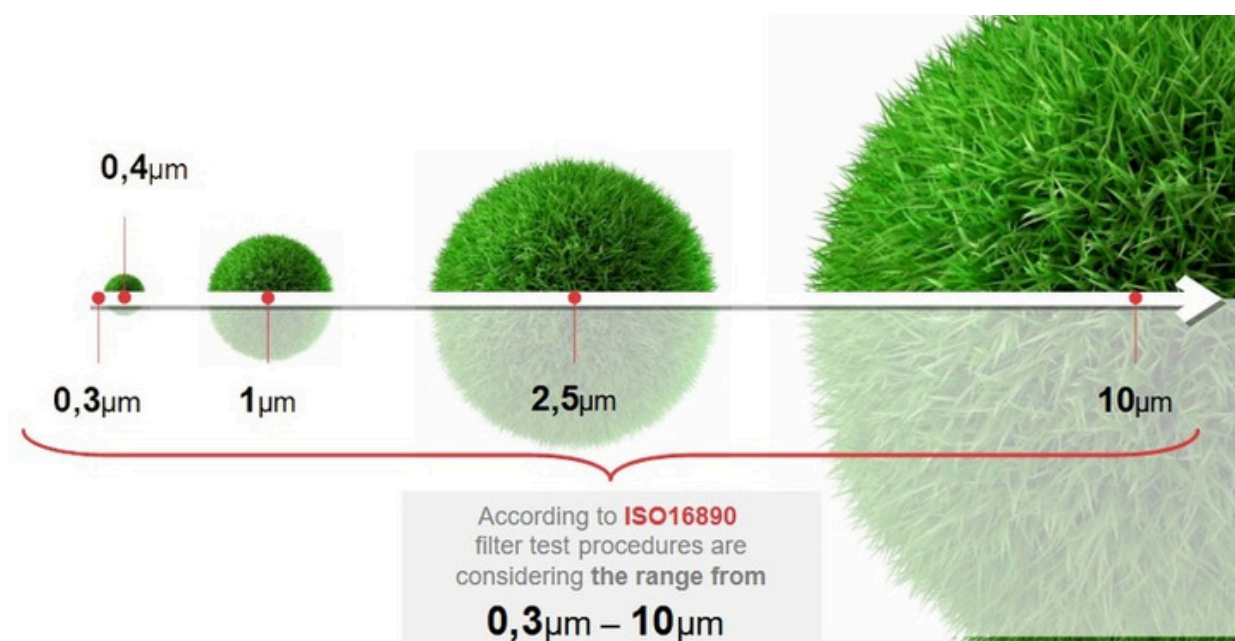 0,4µm
0,3µm
1µm
2,5µm
10µm
According to ISO16890
filter test procedures are
considering the range from
0,3µm – 10µm